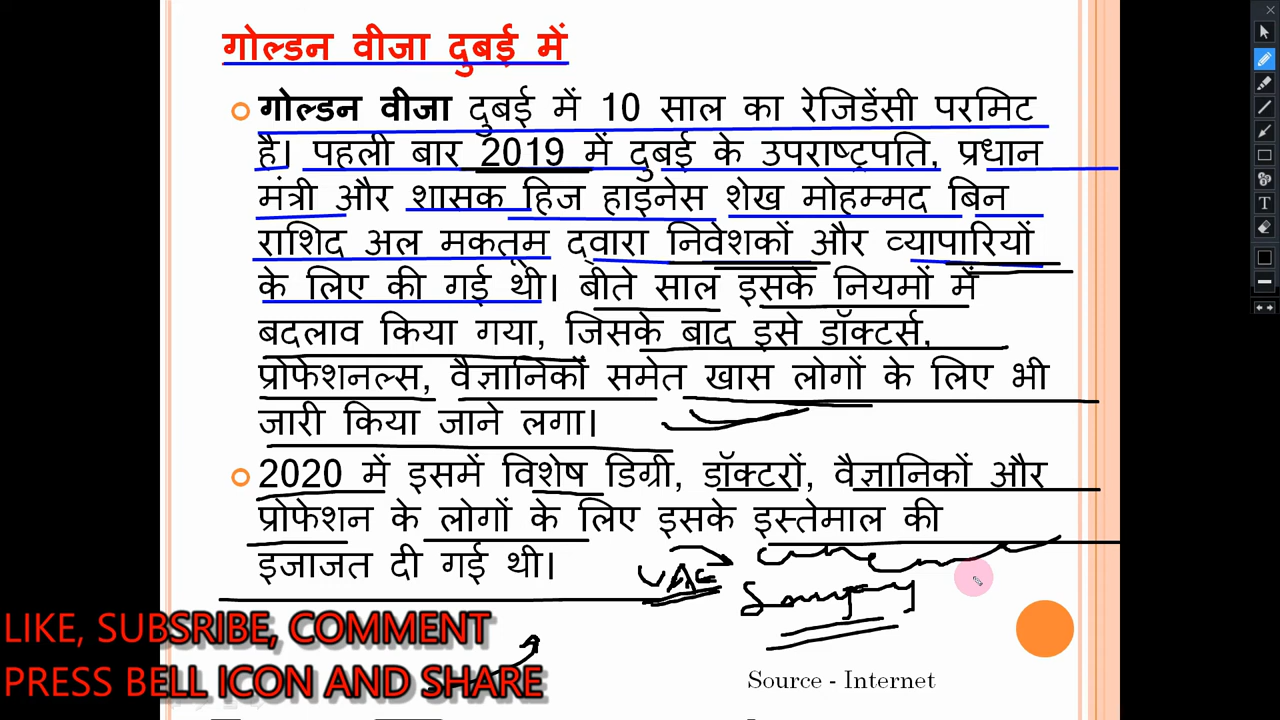 गोल्डन वीजा दुबई में
गोल्डन वीजा दुबई में 10 साल का रेजिडेंसी परमिट
है। पहली बार 2019 में दुबई के उपराष्ट्रपति, प्रधान
मंत्री और शासक हिज हाइनेस शेख मोहम्मद बिन
राशिद अल मकतूम द्वारा निवेशकों और व्यापारियों
के लिए की गई थी। बीते साल इसके नियमों में
बदलाव किया गया, जिसके बाद इसे डॉक्टर्स,
प्रोफेशनल्स, वैज्ञानिकों समेत खास लोगों के लिए भी
जारी किया जाने लगा।
2020 में इसमें विशेष डिग्री, डॉक्टरों, वैज्ञानिकों और
प्रोफेशन के लोगों के लिए इसके इस्तेमाल की
इजाजत दी गई थी।
LIKE, SUBSRIBE, COMMENT
PRESS BELL ICON AND SHARE
Source - Internet